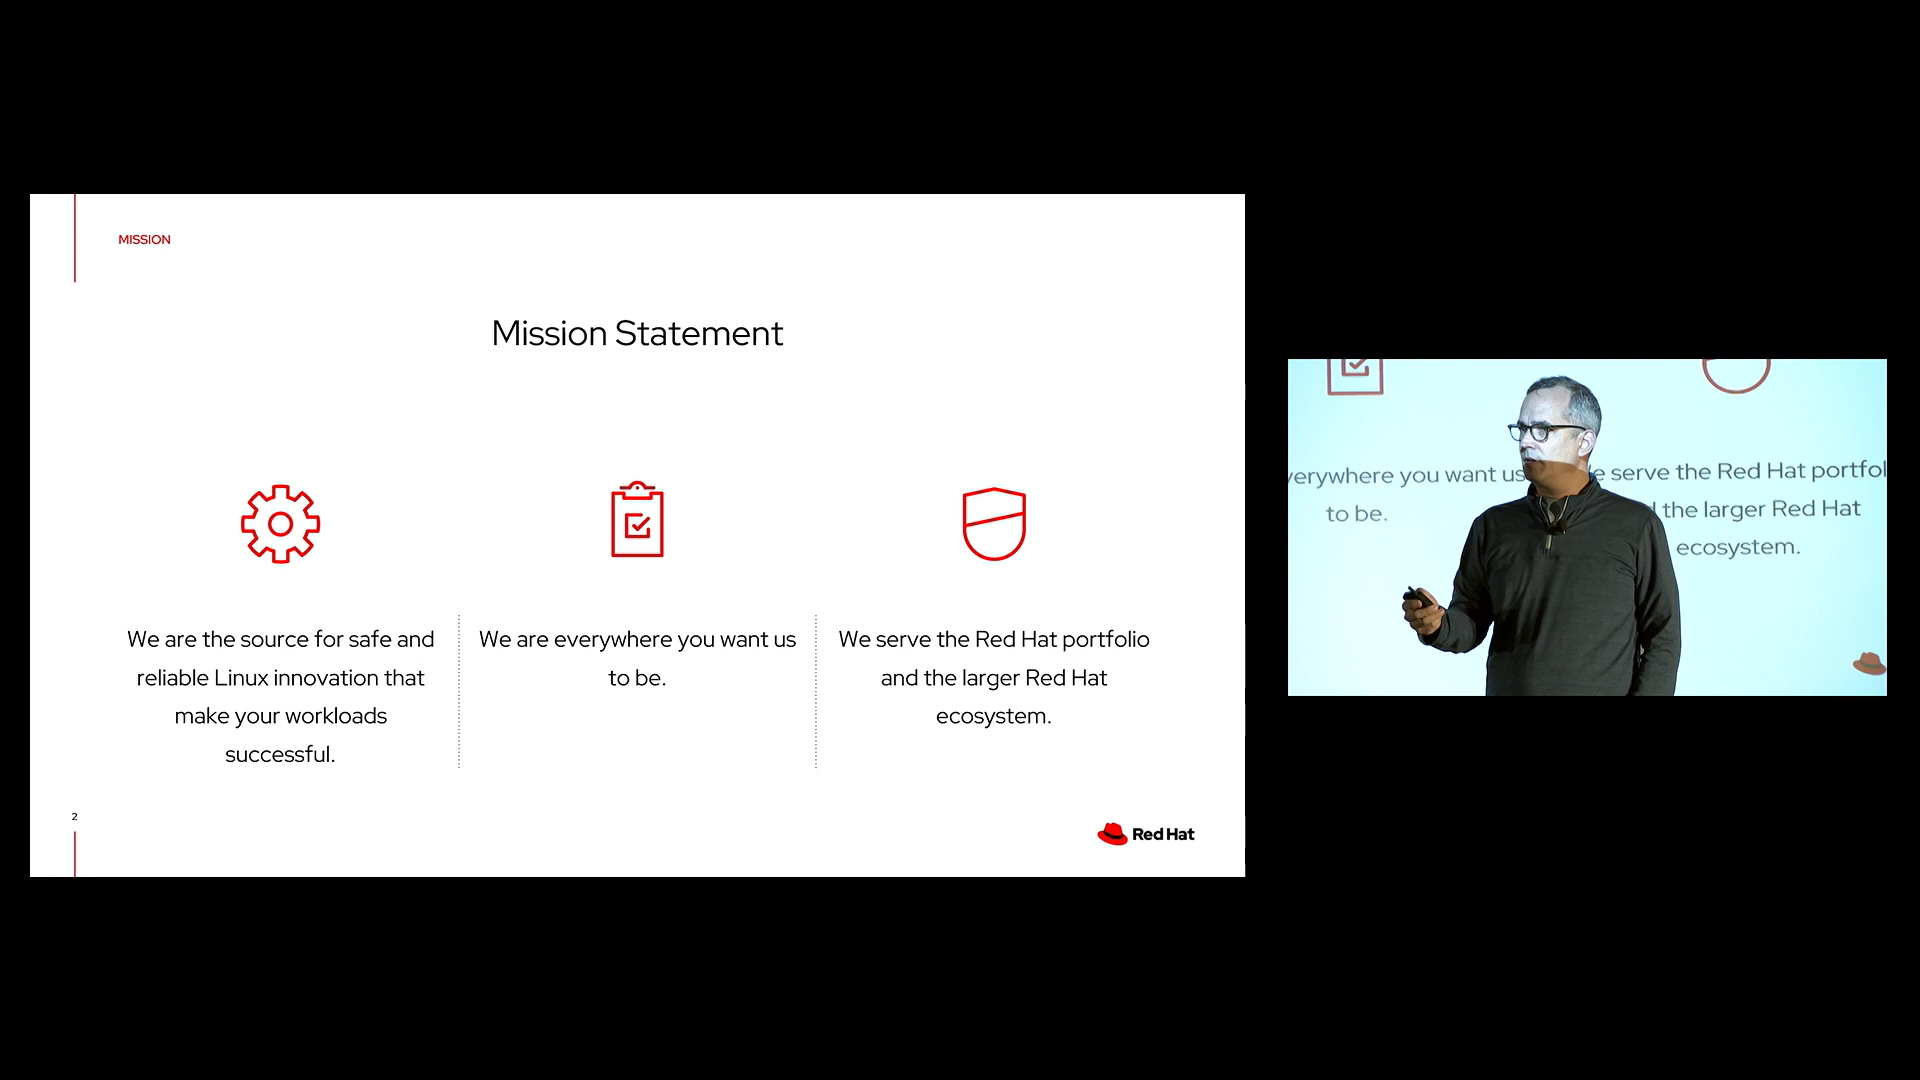 MISSION
Mission Statement
We are the source for safe and
reliable Linux innovation that
make your workloads
successful.
We are everywhere you want us
to be.
We serve the Red Hat portfolio
and the larger Red Hat
ecosystem.
2
Red Hat
verywhere you want us
to be.
e serve the Red Hat portfol
the larger Red Hat
ecosystem.